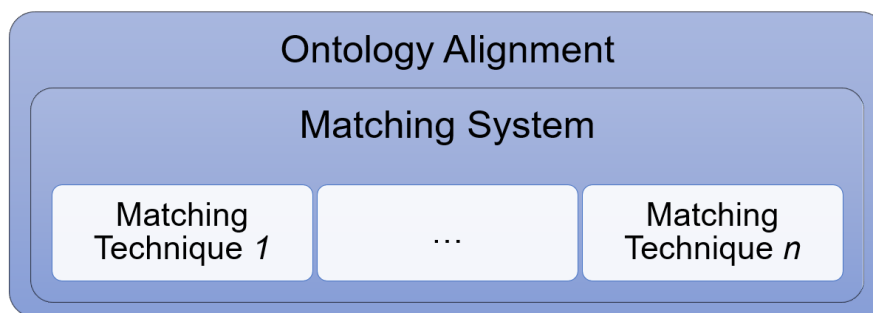 Ontology Alignment
Matching System
Matching
Technique 1
...
Matching
Technique n